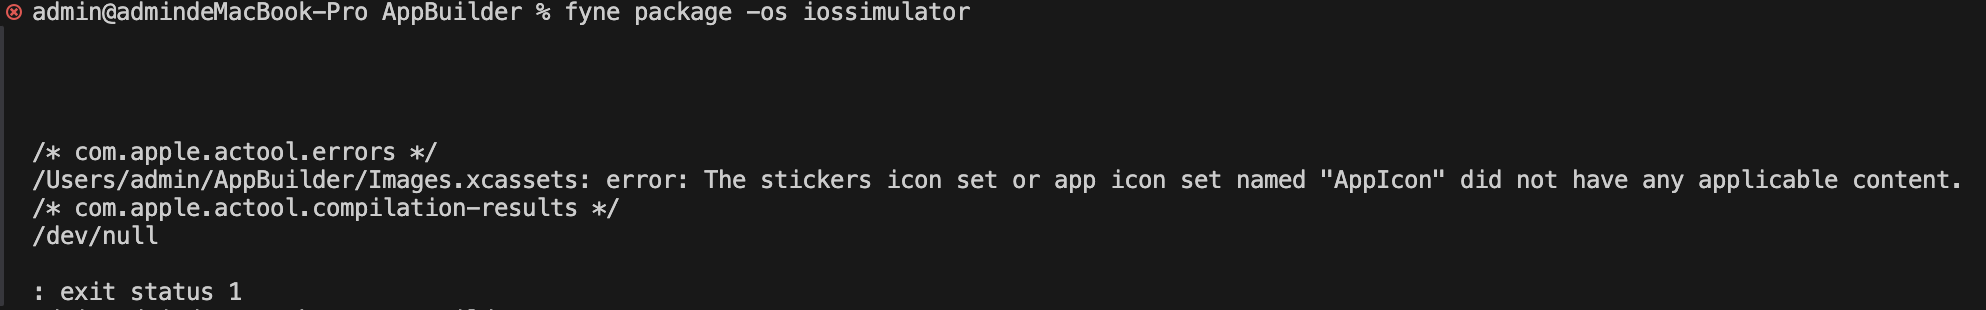 admin@admindeMacBook-Pro AppBuilder % fyne package -os iossimulator
/* com.apple.actool.errors */
/Users/admin/AppBuilder/Images.xcassets: error: The stickers icon set or app icon set named "AppIcon" did not have any applicable content.
/* com.apple.actool.compilation-results */
/dev/null
: exit status 1